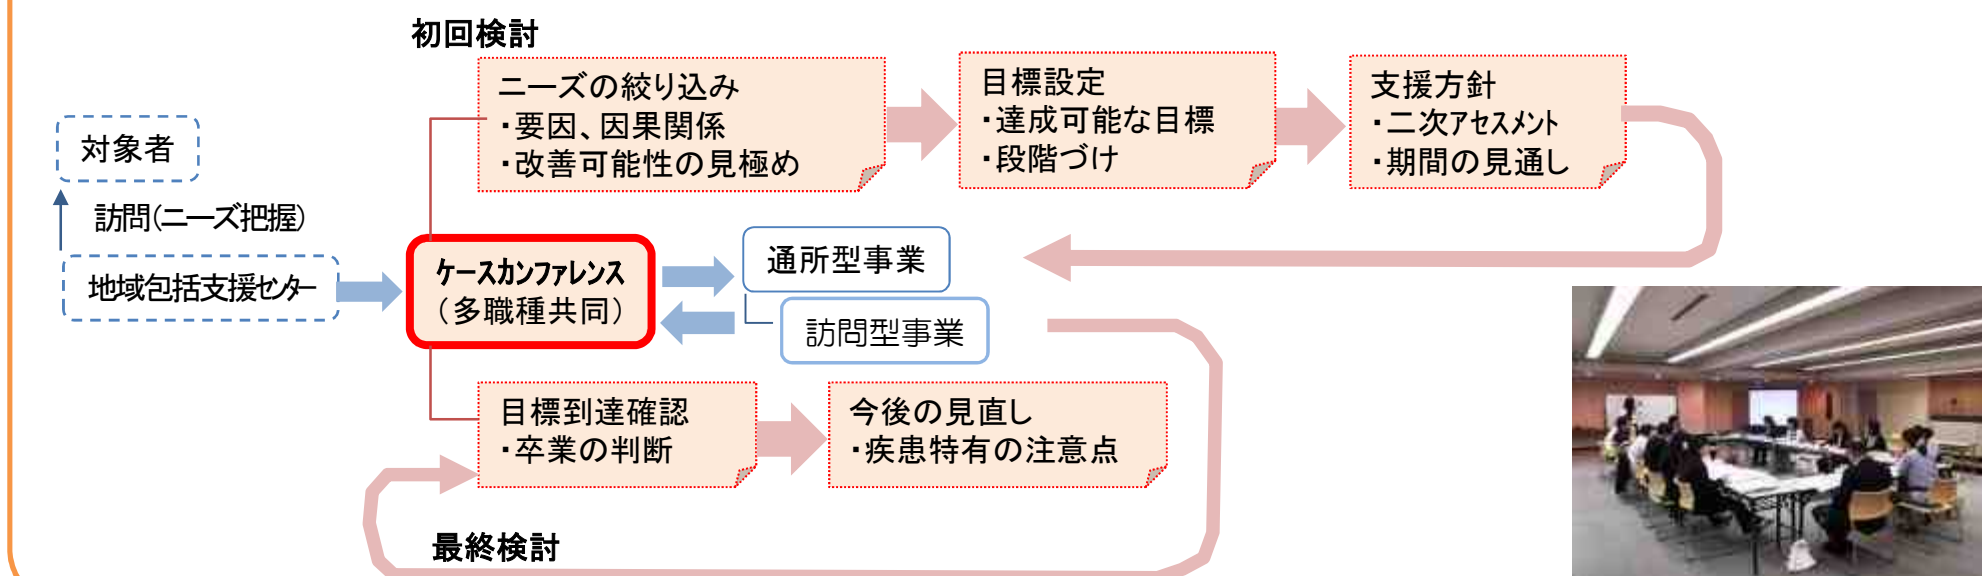 初回検討
ニーズの絞り込み
・要因、因果関係
・改善可能性の見極め
目標設定
・達成可能な目標
・段階づけ
支援方針
・二次アセスメント
・期間の見通し
対象者
訪問(ニーズ把握)
地域包括支援センター
ケースカンファレンス
（多職種共同）
通所型事業
訪問型事業
目標到達確認
・卒業の判断
今後の見直し
・疾患特有の注意点
最終検討